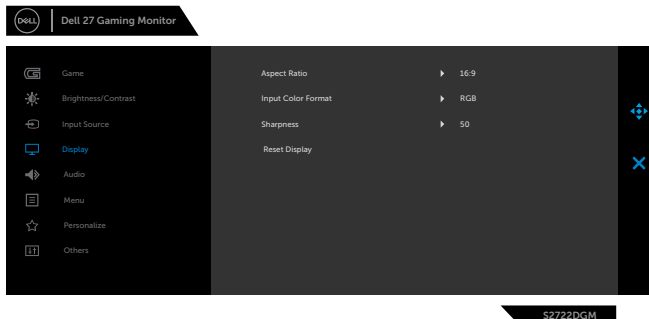 DELL
Dell 27 Gaming Monitor
Game
Aspect Ratio 16:9
Brightness/Contrast
Input Color Format RGB
Input Source
Sharpness 50
Display
Reset Display
Audio
Menu
Personalize
Others
S2722DGM